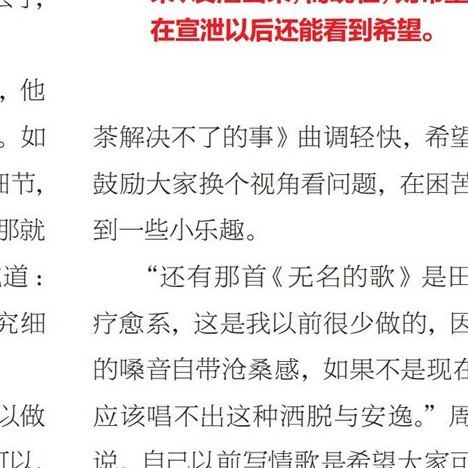 在宣泄以后还能看到希望。
，他
。如
细节，
那就
道：
究细
以做
可以，
茶解决不了的事》曲调轻快，希望
鼓励大家换个视角看问题，在困苦
到一些小乐趣。
“还有那首《无名的歌》是田
疗愈系，这是我以前很少做的，因
的嗓音自带沧桑感，如果不是现在
应该唱不出这种洒脱与安逸。”周
说，自己以前写情歌是希望大家可